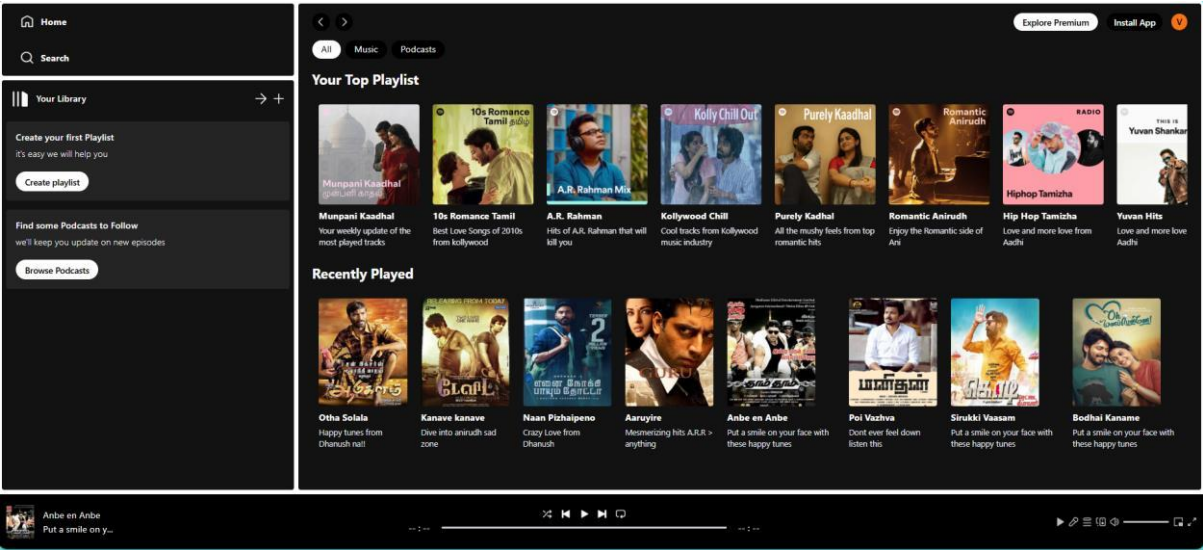 Home
Search
Your Library
Create your first Playlist
it's easy we will help you
Create playlist
Find some Podcasts to Follow
we'll keep you update on new episodes
Browse Podcasts
Explore Premium
Install App
V
All
Music
Podcasts
Your Top Playlist
Munpani Kaadhal
முன்பனி காதல்
10s Romance
Tamil தமிழ்
A.R. Rahman Mix
Kolly Chill Out
Purely Kaadhal
Romantic
Anirudh
RADIO
Hiphop Tamizha
THIS IS
Yuvan Shankar
Munpani Kaadhal
Your weekly update of the
most played tracks
10s Romance Tamil
Best Love Songs of 2010s
from kollywood
A.R. Rahman
Hits of A.R. Rahman that will
kill you
Kollywood Chill
Cool tracks from Kollywood
music industry
Purely Kadhal
All the mushy feels from top
romantic hits
Romantic Anirudh
Enjoy the Romantic side of
Ani
Hip Hop Tamizha
Love and more love from
Aadhi
Yuvan Hits
Love and more love
Aadhi
Recently Played
RELEASING FROM TODAY
2
GURU
மனிதன்
கொடி
Otha Solala
Happy tunes from
Dhanush na!!
Kanave kanave
Dive into anirudh sad
zone
Naan Pizhaipeno
Crazy Love from
Dhanush
Aaruyire
Mesmerizing hits A.R.R >
anything
Anbe en Anbe
Put a smile on your face with
these happy tunes
Poi Vazhva
Dont ever feel down
listen this
Sirukki Vaasam
Put a smile on your face with
these happy tunes
Bodhai Kaname
Put a smile on your face with
these happy tunes
Anbe en Anbe
Put a smile on y...
--:--
--:--